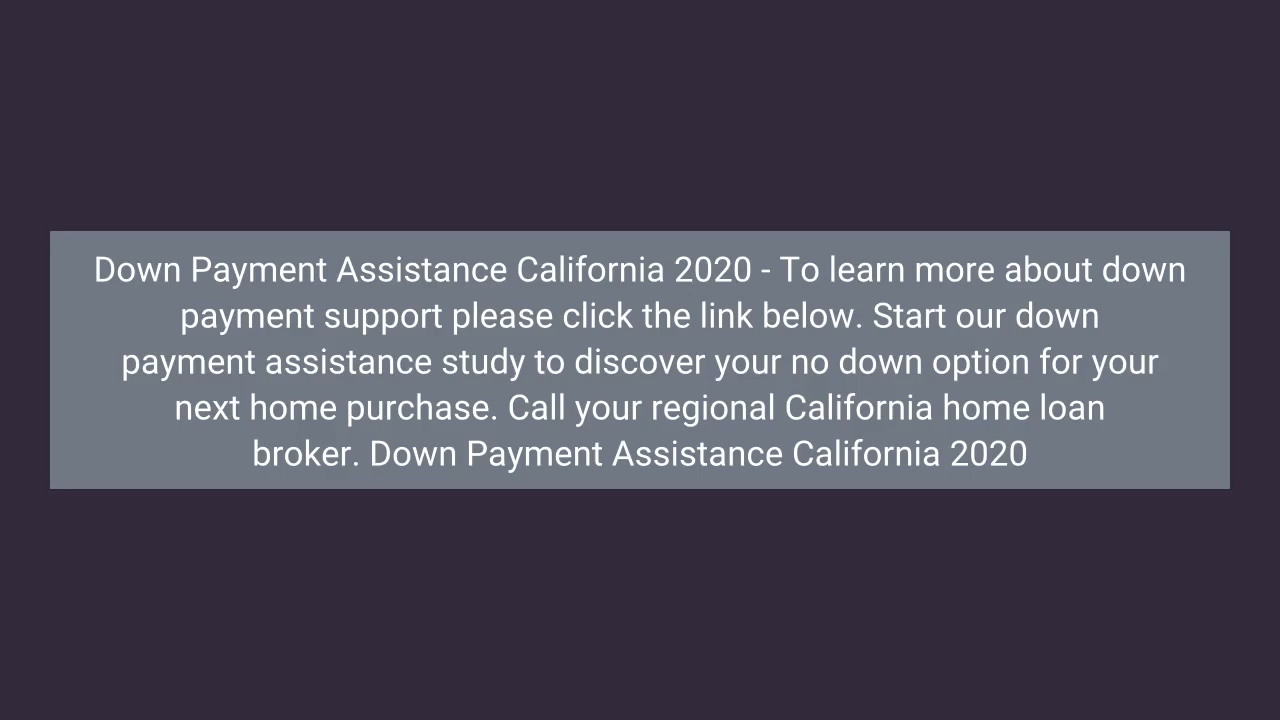 Down Payment Assistance California 2020 - To learn more about down
payment support please click the link below. Start our down
payment assistance study to discover your no down option for your
next home purchase. Call your regional California home loan
broker. Down Payment Assistance California 2020